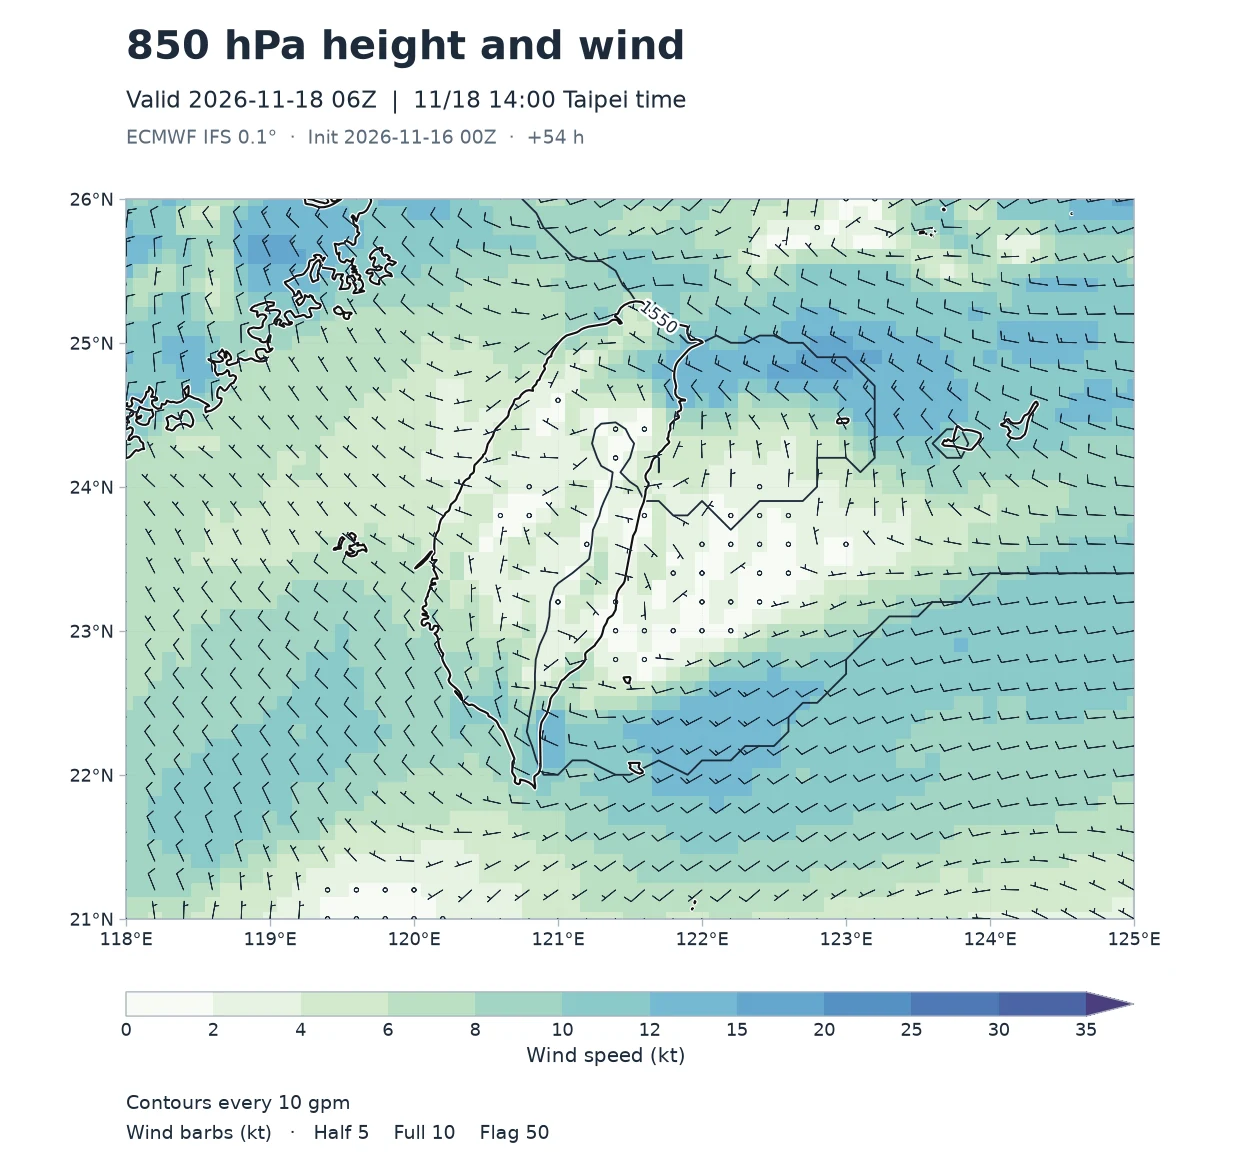 850 hPa height and wind
Valid 2026-11-18 06Z | 11/18 14:00 Taipei time
ECMWF IFS 0.1° · Init 2026-11-16 00Z · +54 h
26°N
25°N
24°N
23°N
22°N
21°N
1550
118°E 119°E 120°E 121°E 122°E 123°E 124°E 125°E
0 2 4 6 8 10 12 15 20 25 30 35
Wind speed (kt)
Contours every 10 gpm
Wind barbs (kt) · Half 5 Full 10 Flag 50